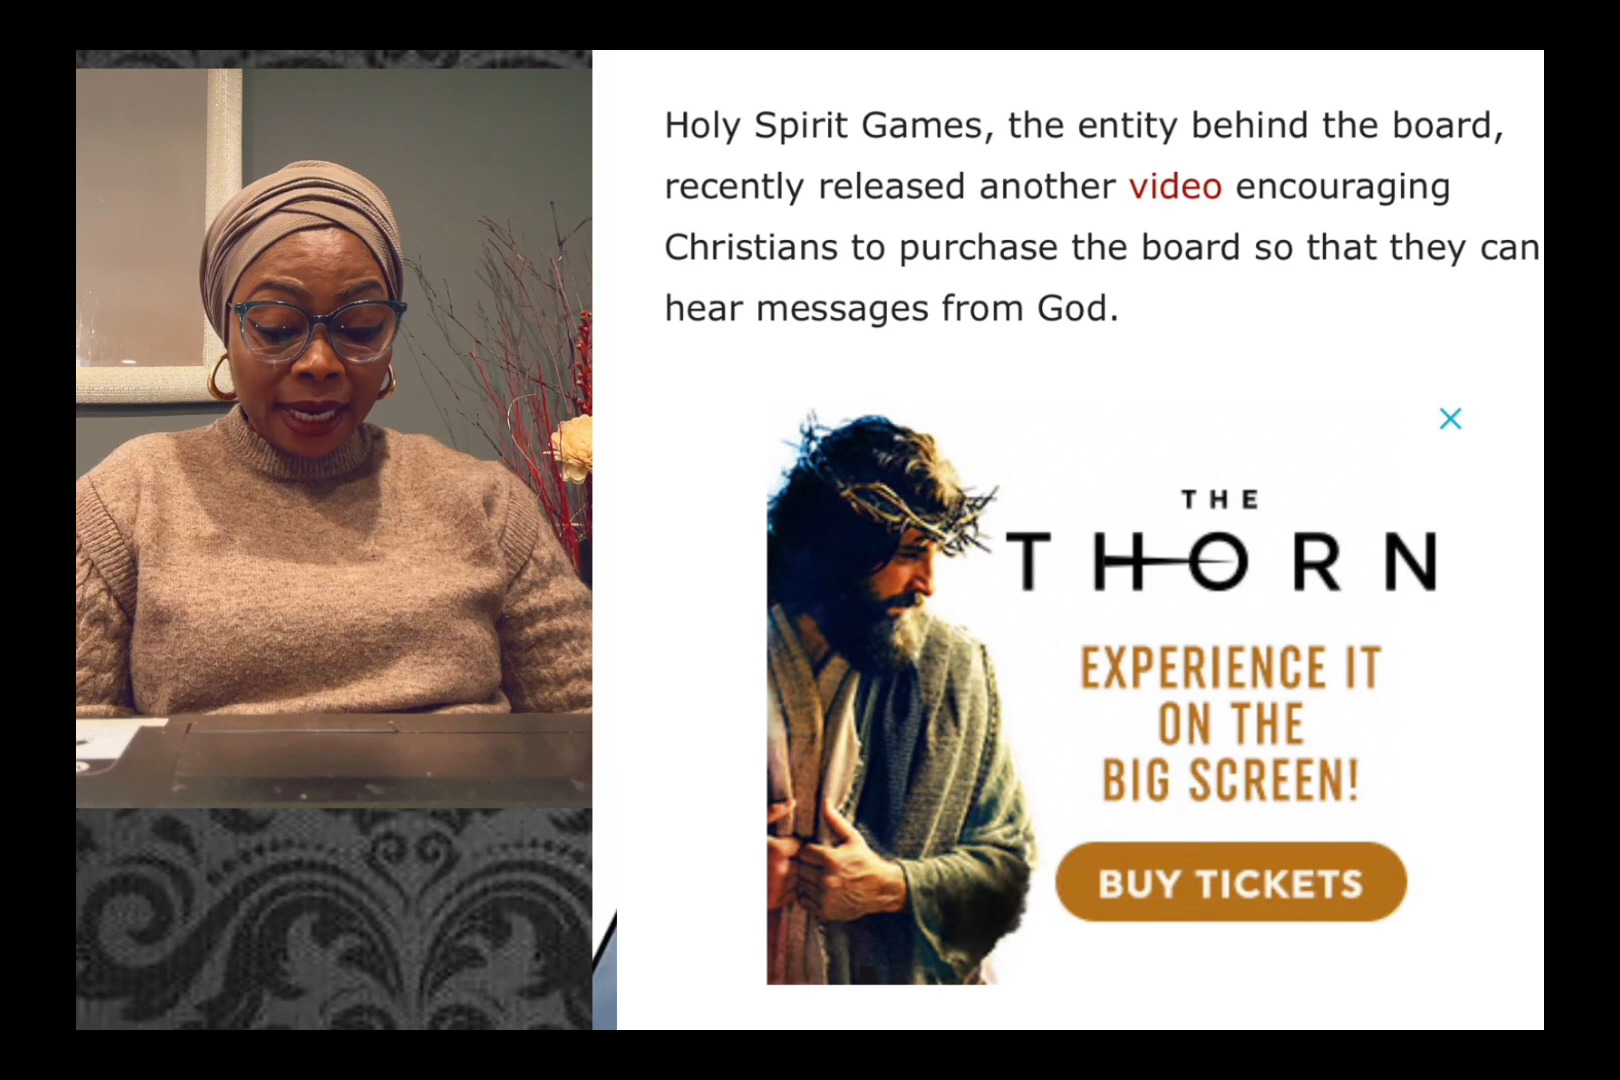 Holy Spirit Games, the entity behind the board,
recently released another video encouraging
Christians to purchase the board so that they can
hear messages from God.
THE
THORN
EXPERIENCE IT
ON THE
BIG SCREEN!
BUY TICKETS